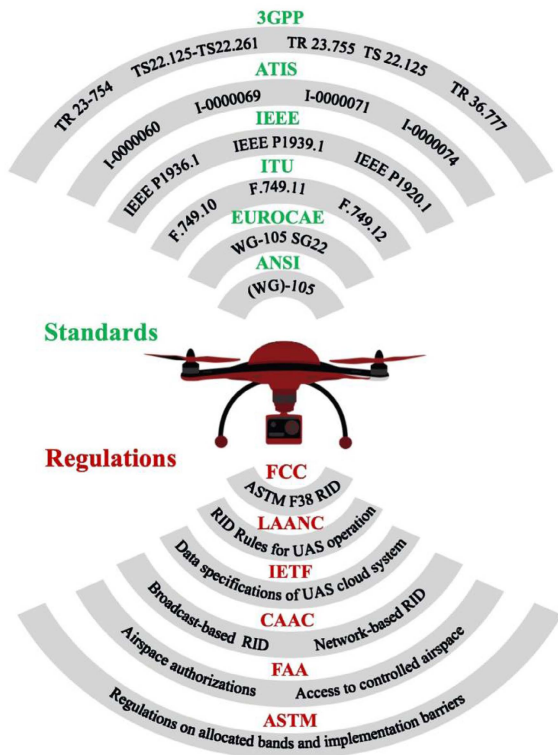 3GPP
TR 23-754 TS22.125-TS22.261 TR 23.755 TS 22.125 TR 36.777
ATIS
I-0000060 I-0000069 I-0000071 I-0000074
IEEE
IEEE P1936.1 IEEE P1939.1 IEEE P1920.1
ITU
F.749.10 F.749.11 F.749.12
EUROCAE
WG-105 SG22
ANSI
(WG)-105
Standards
Regulations
FCC
ASTM F38 RID
LAANC
RID Rules for UAS operation
IETF
Data specifications of UAS cloud system
CAAC
Broadcast-based RID Network-based RID
FAA
Airspace authorizations Access to controlled airspace
ASTM
Regulations on allocated bands and implementation barriers